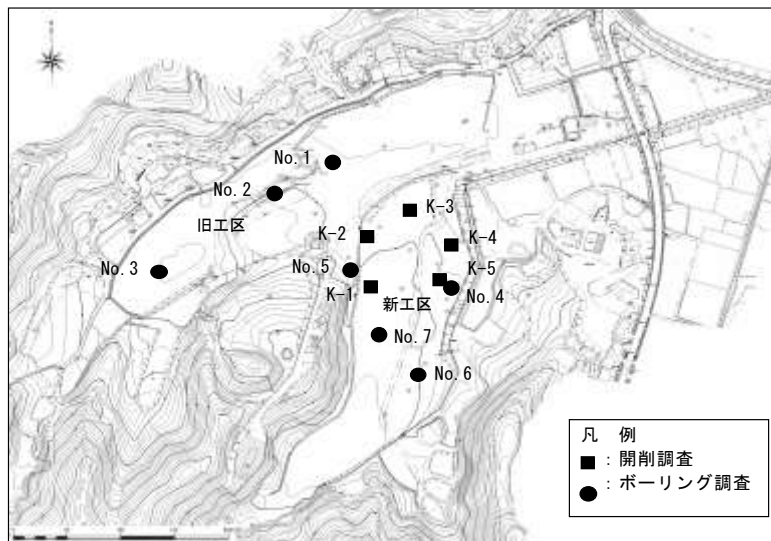 No. 1
No. 2
K-3
旧工区
K-2
K-4
No. 3
No. 5
K-5
K-1
新工区
No. 4
No. 7
No. 6
凡 例
■ : 開削調査
● : ボーリング調査